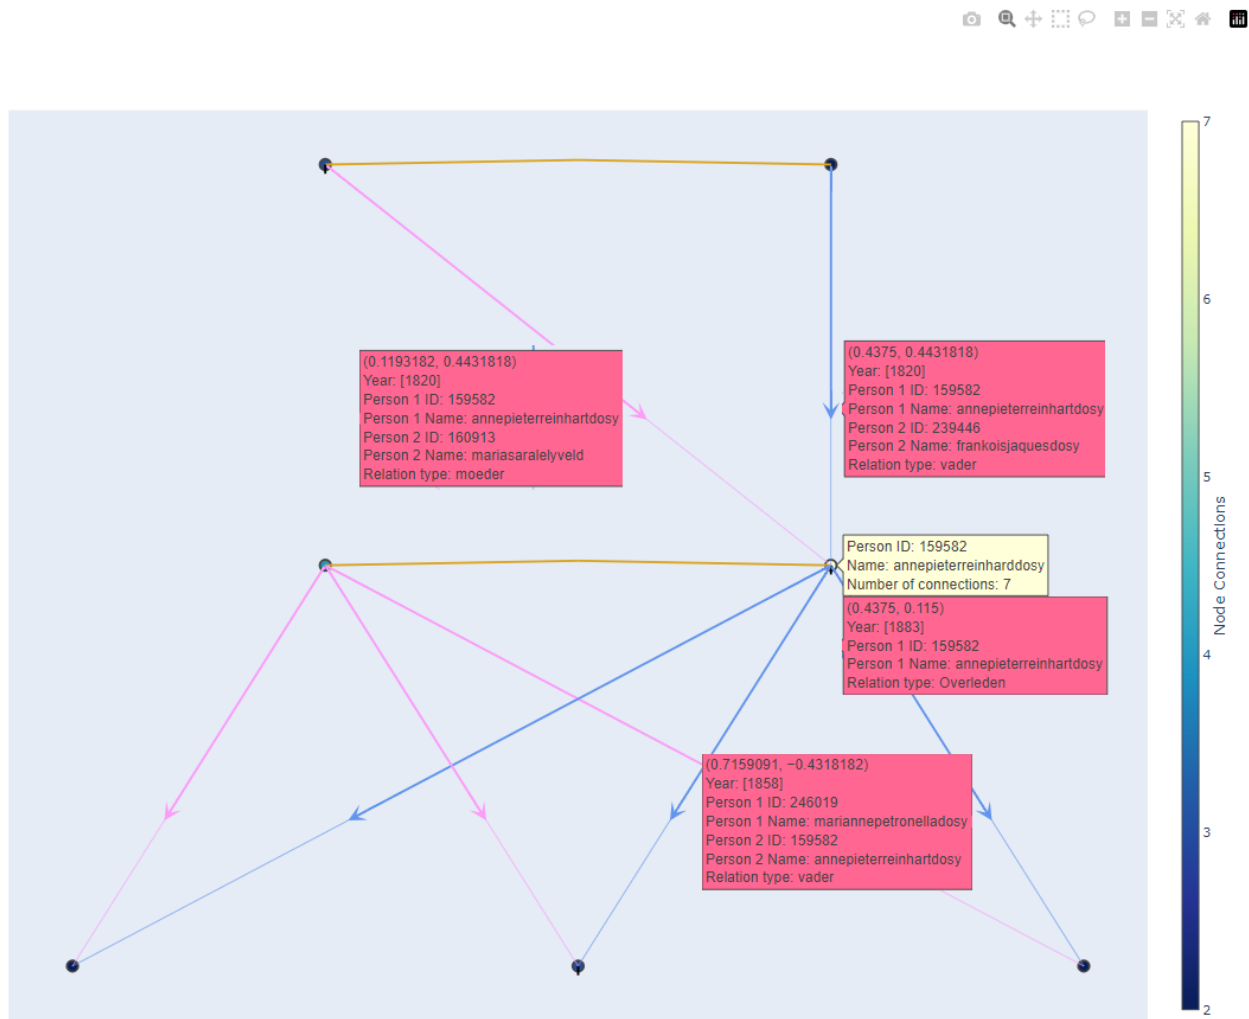 7
6
5
4
3
2
Node Connections
(0.1193182, 0.4431818)
Year: [1820]
Person 1 ID: 159582
Person 1 Name: annepieterreinhartdosy
Person 2 ID: 160913
Person 2 Name: mariasaralelyveld
Relation type: moeder
(0.4375, 0.4431818)
Year: [1820]
Person 1 ID: 159582
Person 1 Name: annepieterreinhartdosy
Person 2 ID: 239446
Person 2 Name: frankoisjaquesdosy
Relation type: vader
Person ID: 159582
Name: annepieterreinharddosy
Number of connections: 7
(0.4375, 0.115)
Year: [1883]
Person 1 ID: 159582
Person 1 Name: annepieterreinhartdosy
Relation type: Overleden
(0.7159091, −0.4318182)
Year: [1858]
Person 1 ID: 246019
Person 1 Name: mariannepetronelladosy
Person 2 ID: 159582
Person 2 Name: annepieterreinhartdosy
Relation type: vader